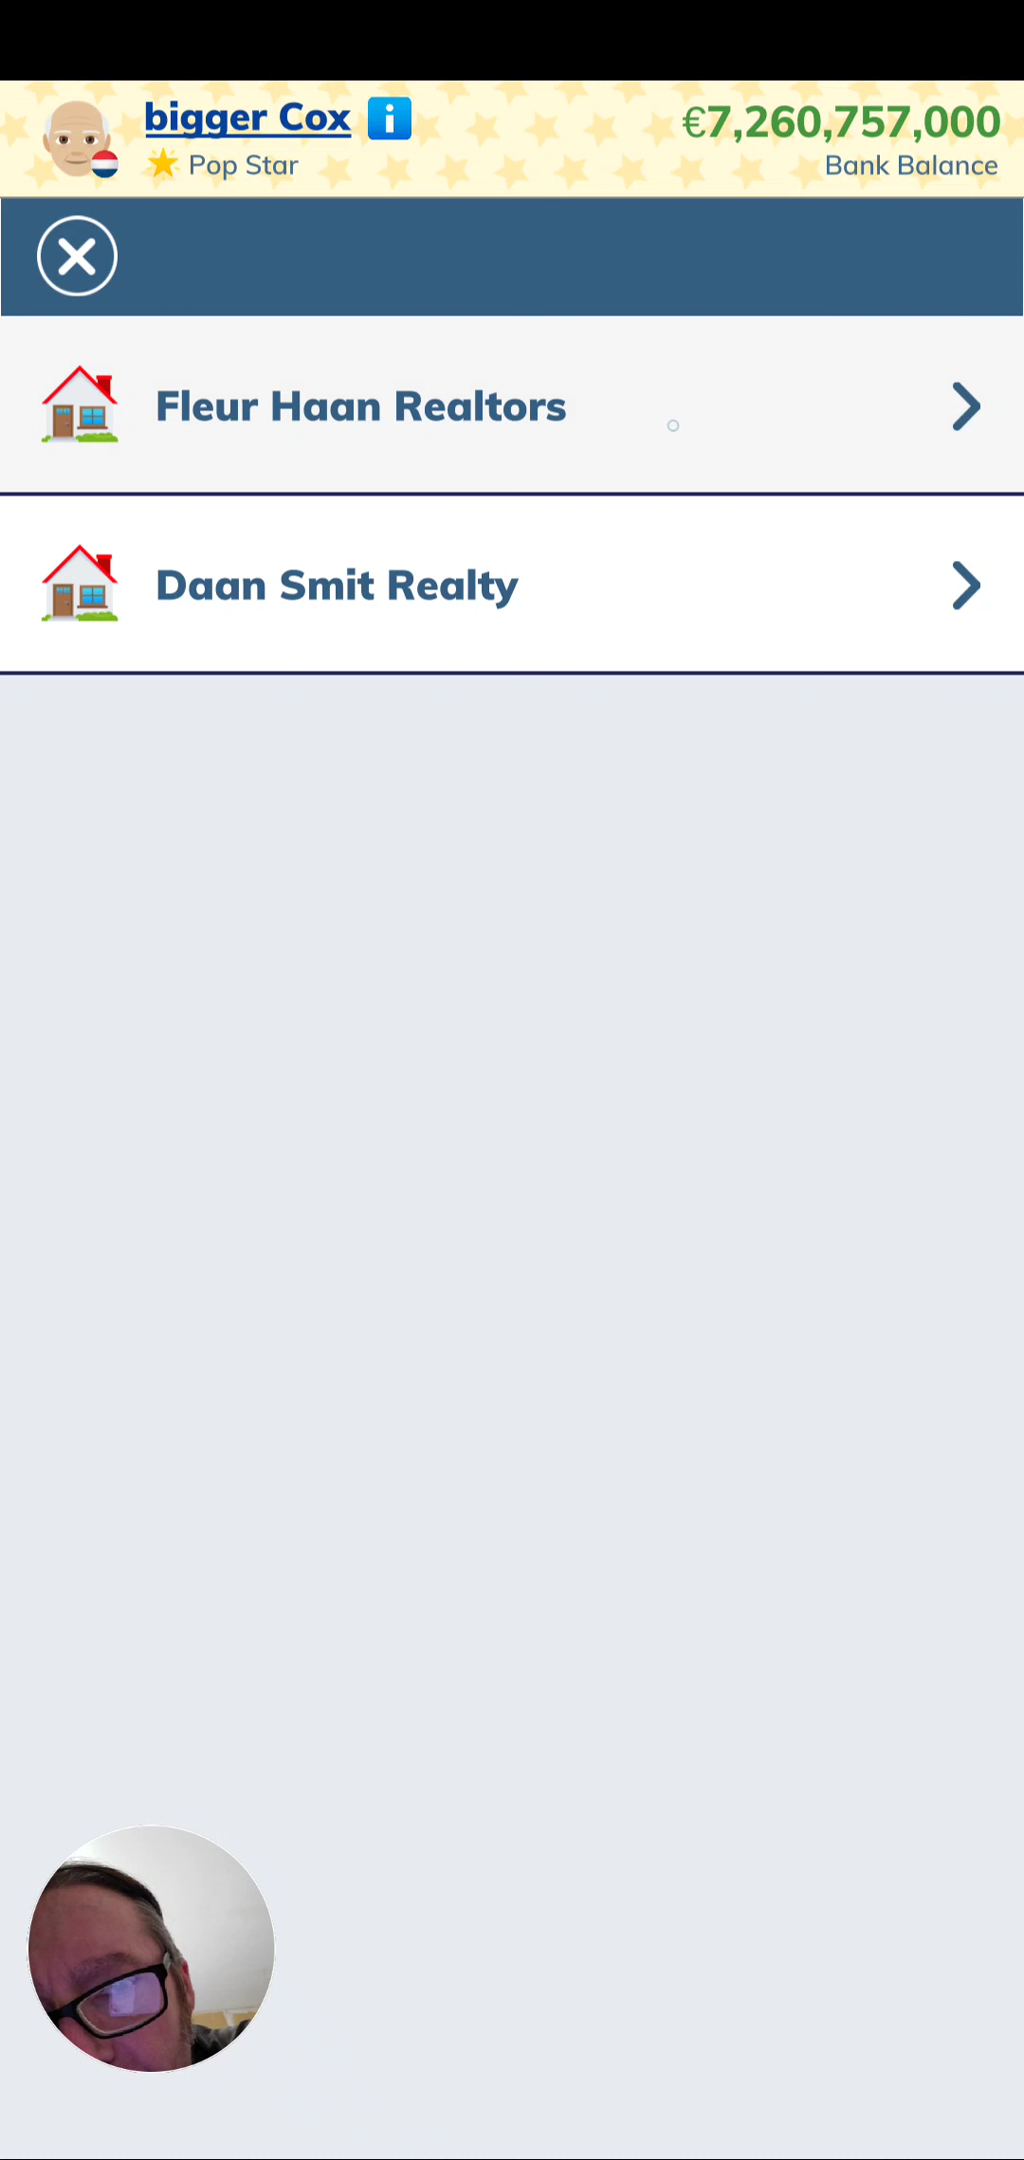 bigger Cox
€7,260,757,000
Pop Star
Bank Balance
Fleur Haan Realtors
Daan Smit Realty